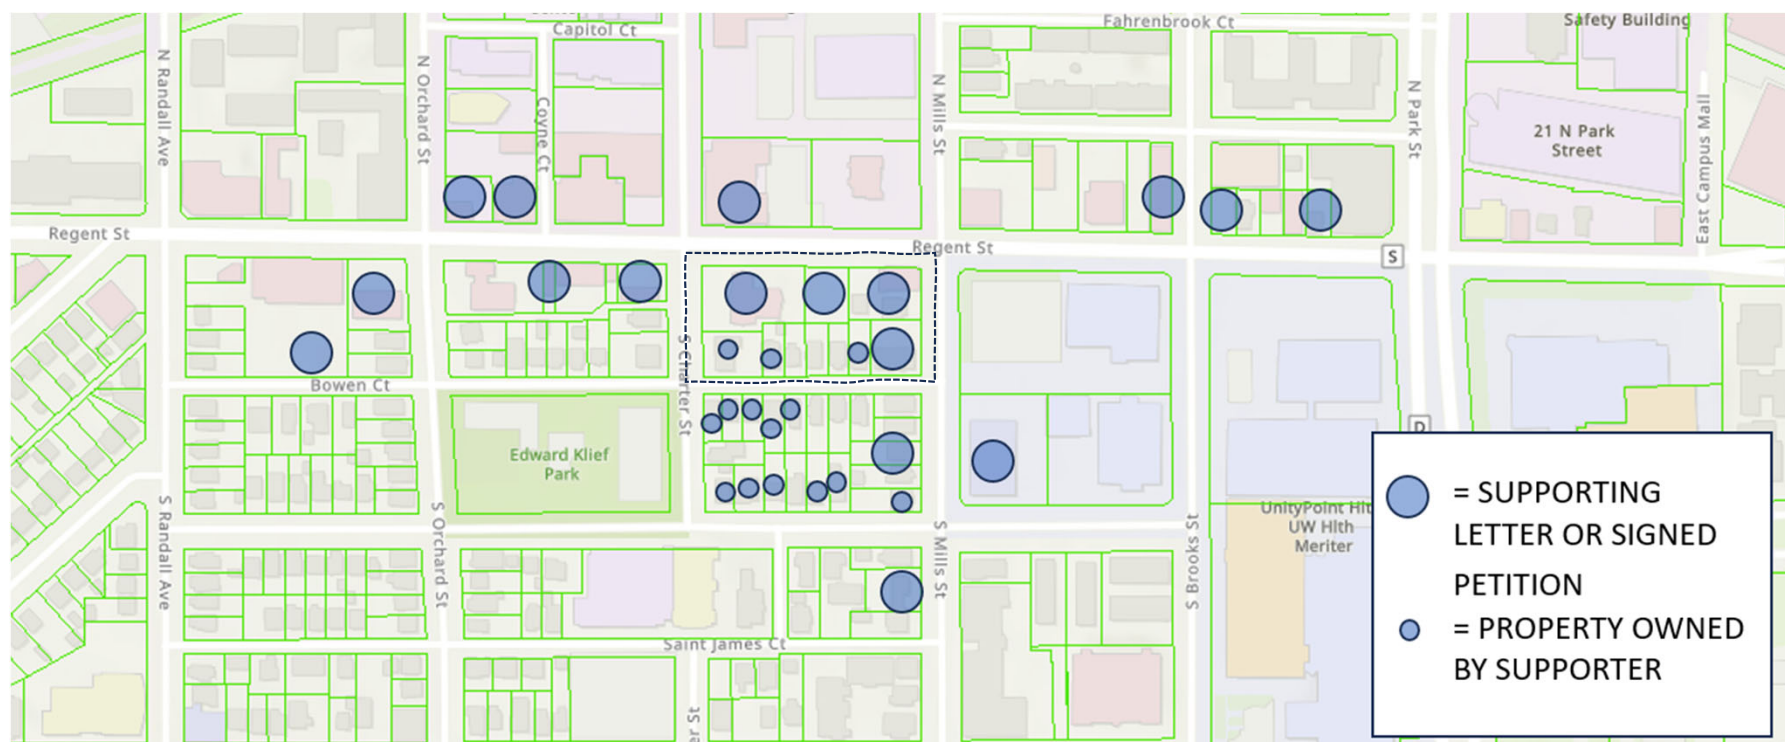 Safety Building
Fahrenbrook Ct
Capitol Ct
N Randall Ave
N Orchard St
Coyne Ct
N Mills St
N Park St
East Campus Mall
21 N Park
Street
Regent St
Regent St
S
S Charter St
Bowen Ct
D
Edward Klief
Park
S Randall Ave
S Orchard St
S Mills St
S Brooks St
UnityPoint Hlt
UW Hlth
Meriter
Saint James Ct
= SUPPORTING
LETTER OR SIGNED
PETITION
= PROPERTY OWNED
BY SUPPORTER